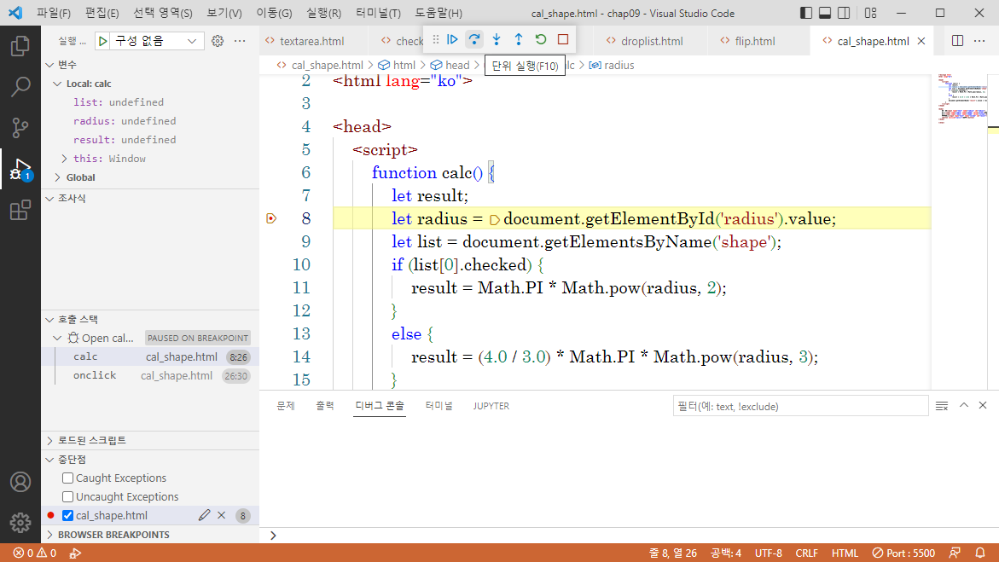 파일(F) 편집(E) 선택 영역(S) 보기(V) 이동(G) 실행(R) 터미널(T) 도움말(H) cal_shape.html - chap09 - Visual Studio Code
실행 ... 구성 없음
textarea.html check droplist.html flip.html cal_shape.html
cal_shape.html > html > head > lc > radius
단위 실행(F10)
변수
Local: calc
list: undefined
radius: undefined
result: undefined
this: Window
Global
조사식
호출 스택
Open cal... PAUSED ON BREAKPOINT
calc cal_shape.html 8:26
onclick cal_shape.html 26:30
로드된 스크립트
중단점
Caught Exceptions
Uncaught Exceptions
cal_shape.html 8
BROWSER BREAKPOINTS
2 <html lang="ko">
3
4 <head>
5 <script>
6 function calc() {
7 let result;
8 let radius = document.getElementById('radius').value;
9 let list = document.getElementsByName('shape');
10 if (list[0].checked) {
11 result = Math.PI * Math.pow(radius, 2);
12 }
13 else {
14 result = (4.0 / 3.0) * Math.PI * Math.pow(radius, 3);
15 }
문제 출력 디버그 콘솔 터미널 JUPYTER 필터(예: text, !exclude)
>
1
0 0 줄 8, 열 26 공백: 4 UTF-8 CRLF HTML Port : 5500